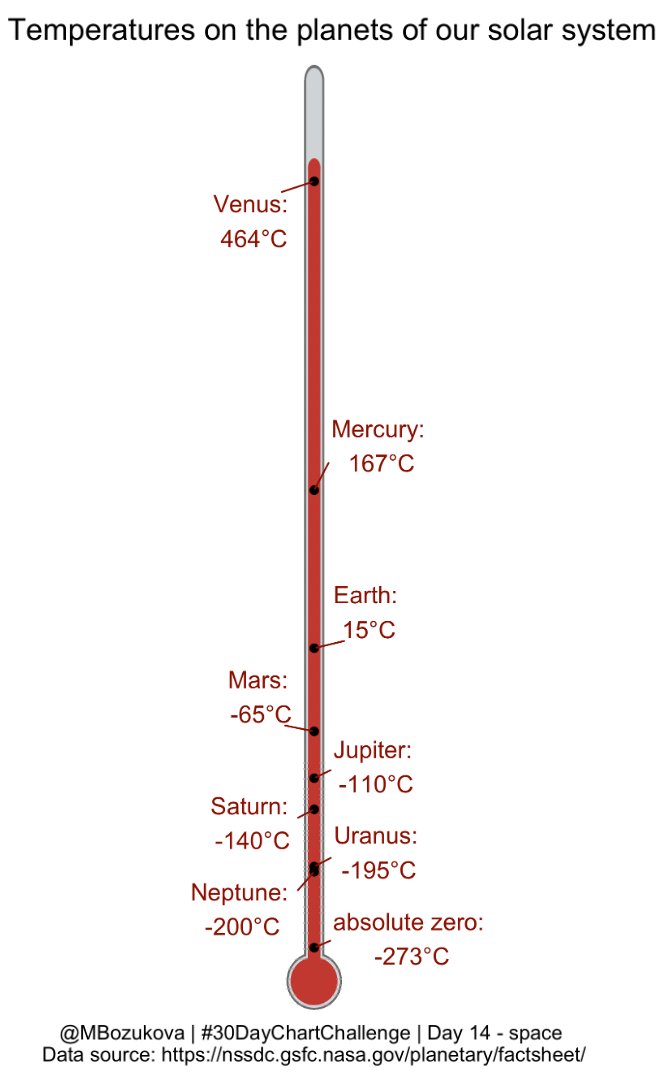 Temperatures on the planets of our solar system
Venus:
464°C
Mercury:
167°C
Earth:
15°C
Mars:
-65°C
Jupiter:
-110°C
Saturn:
-140°C
Uranus:
-195°C
Neptune:
-200°C
absolute zero:
-273°C
@MBozukova | #30DayChartChallenge | Day 14 - space
Data source: https://nssdc.gsfc.nasa.gov/planetary/factsheet/